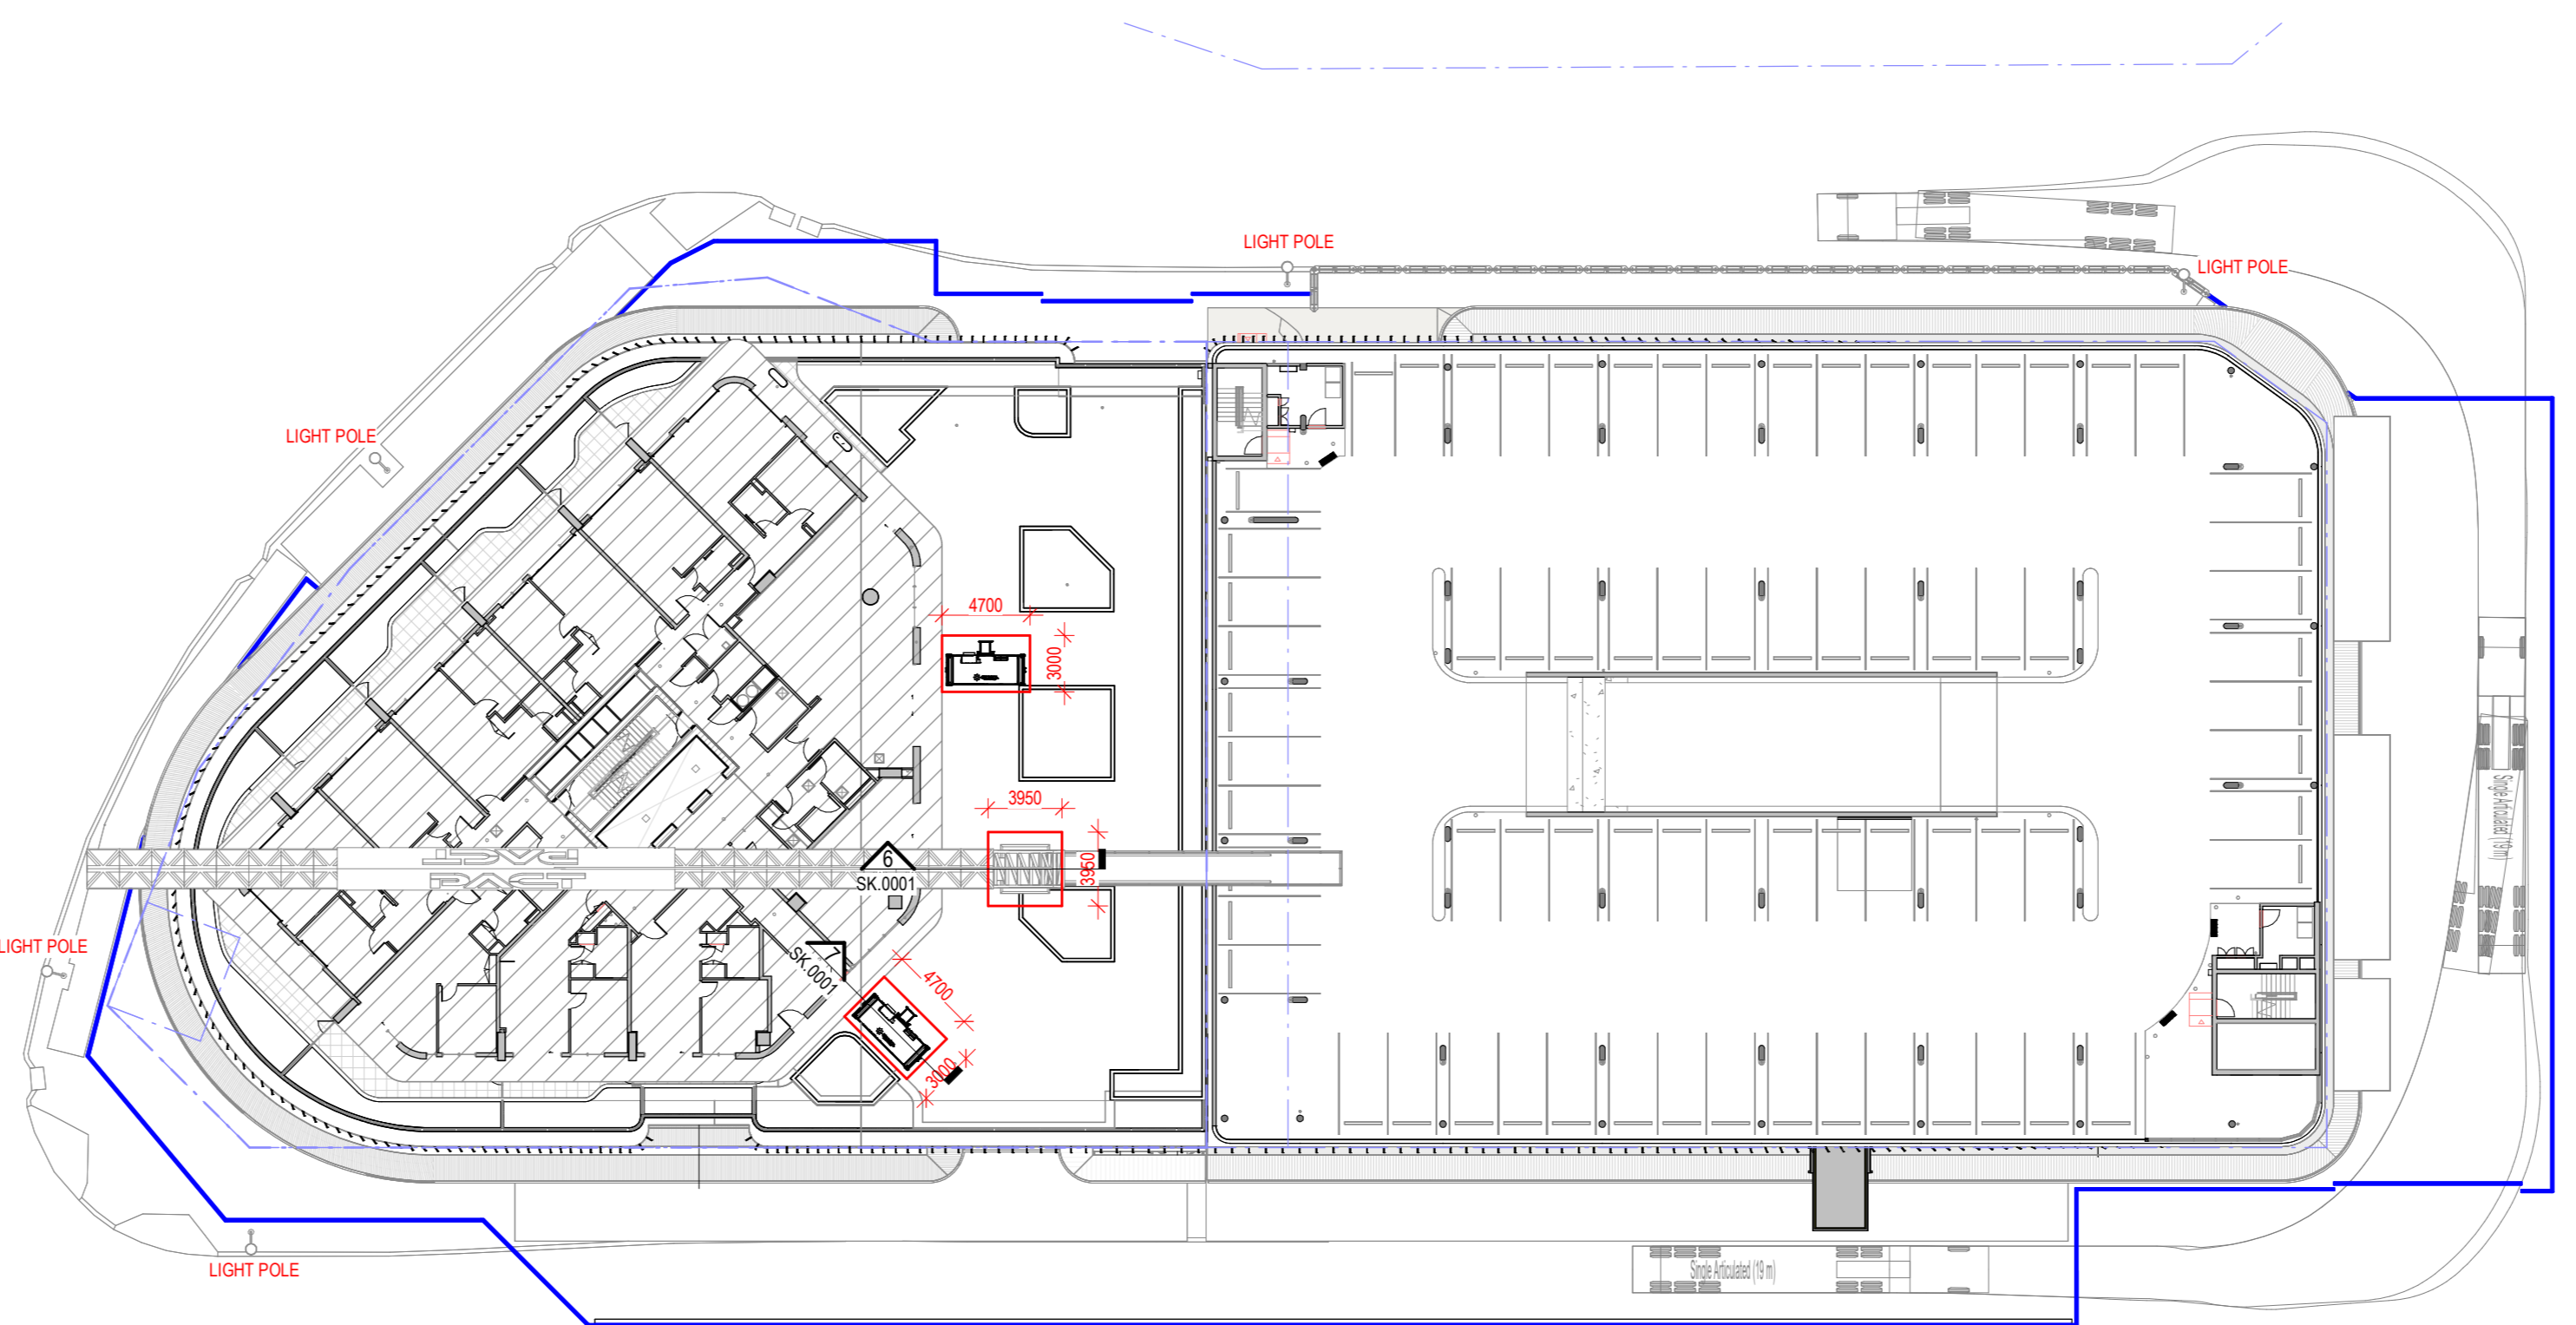 LIGHT POLE
LIGHT POLE
LIGHT POLE
4700
3000
3950
3950
6
SK.0001
7
SK.0001
4700
3000
LIGHT POLE
LIGHT POLE
Single Articulated (19 m)
Single Articulated (19 m)